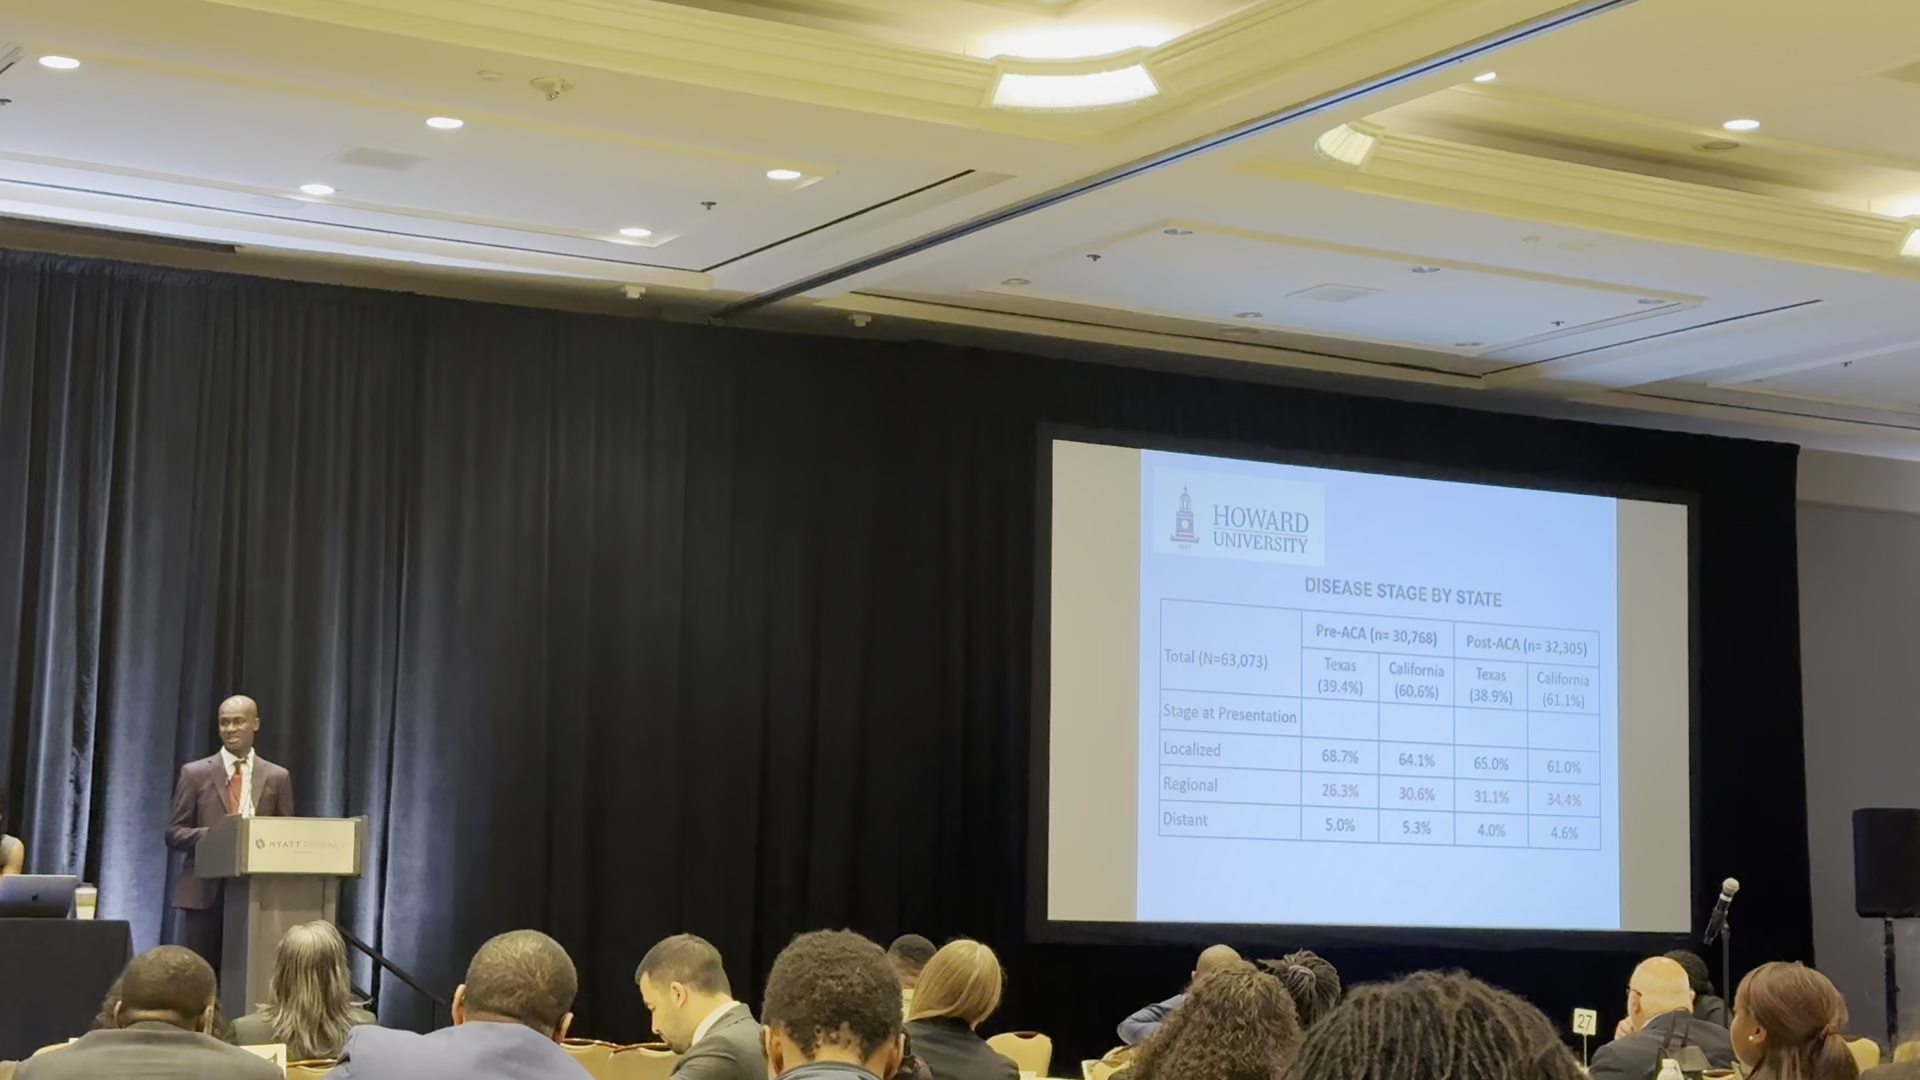 HOWARD
UNIVERSITY
DISEASE STAGE BY STATE
Total (N=63,073) Pre-ACA (n= 30,768) Post-ACA (n= 32,305)
Texas (39.4%) California (60.6%) Texas (38.9%) California (61.1%)
Stage at Presentation
Localized 68.7% 64.1% 65.0% 61.0%
Regional 26.3% 30.6% 31.1% 34.4%
Distant 5.0% 5.3% 4.0% 4.6%
HYATT REGENCY
27